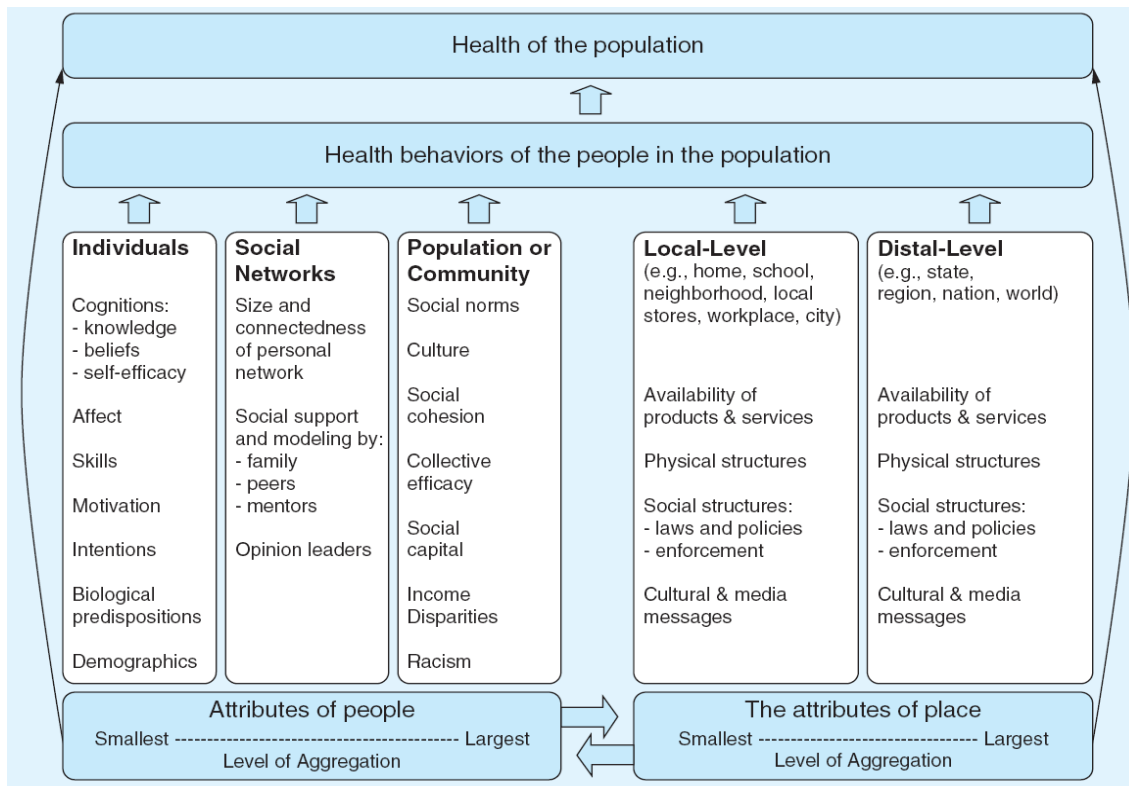 Health of the population
Health behaviors of the people in the population
Individuals
Cognitions:
- knowledge
- beliefs
- self-efficacy
Affect
Skills
Motivation
Intentions
Biological
predispositions
Demographics
Social
Networks
Size and
connectedness
of personal
network
Social support
and modeling by:
- family
- peers
- mentors
Opinion leaders
Population or
Community
Social norms
Culture
Social
cohesion
Collective
efficacy
Social
capital
Income
Disparities
Racism
Local-Level
(e.g., home, school,
neighborhood, local
stores, workplace, city)
Availability of
products & services
Physical structures
Social structures:
- laws and policies
- enforcement
Cultural & media
messages
Distal-Level
(e.g., state,
region, nation, world)
Availability of
products & services
Physical structures
Social structures:
- laws and policies
- enforcement
Cultural & media
messages
Attributes of people
Smallest ------------------------------------------- Largest
Level of Aggregation
The attributes of place
Smallest --------------------------------- Largest
Level of Aggregation